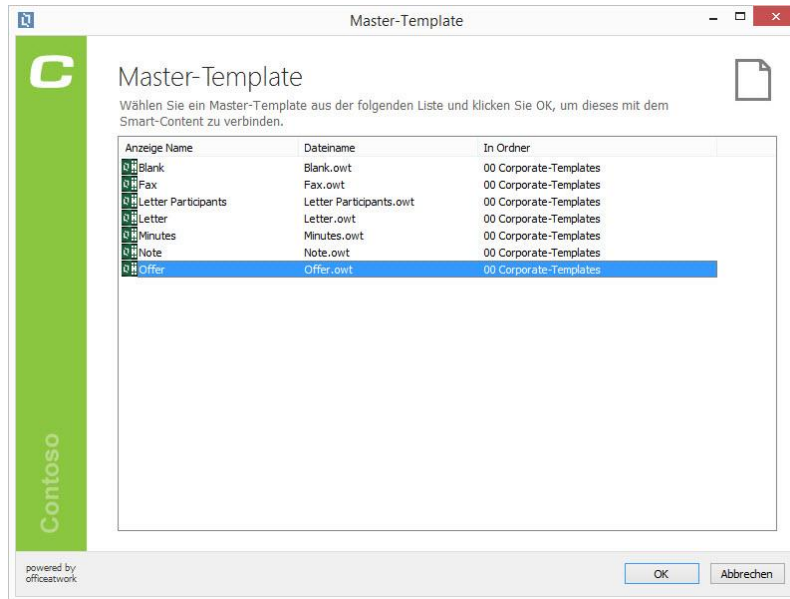 Master-Template
C
Master-Template
Wählen Sie ein Master-Template aus der folgenden Liste und klicken Sie OK, um dieses mit dem
Smart-Content zu verbinden.
Anzeige Name Dateiname In Ordner
Blank Blank.owt 00 Corporate-Templates
Fax Fax.owt 00 Corporate-Templates
Letter Participants Letter Participants.owt 00 Corporate-Templates
Letter Letter.owt 00 Corporate-Templates
Minutes Minutes.owt 00 Corporate-Templates
Note Note.owt 00 Corporate-Templates
Offer Offer.owt 00 Corporate-Templates
Contoso
powered by
officeatwork
OK Abbrechen